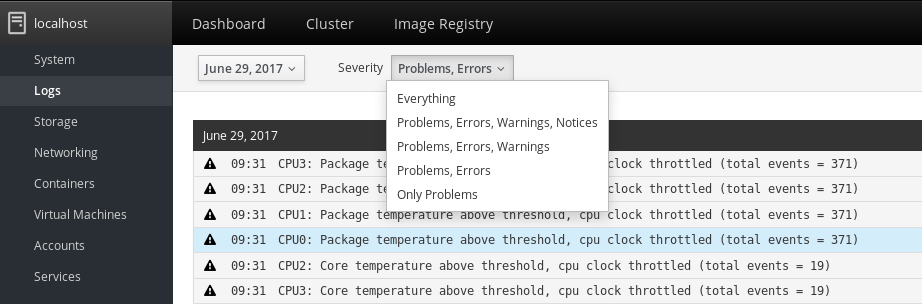 localhost
Dashboard Cluster Image Registry
System
Logs
Storage
Networking
Containers
Virtual Machines
Accounts
Services
June 29, 2017 Severity Problems, Errors
Everything
Problems, Errors, Warnings, Notices
Problems, Errors, Warnings
Problems, Errors
Only Problems
June 29, 2017
09:31 CPU3: Package te c clock throttled (total events = 371)
09:31 CPU2: Package te c clock throttled (total events = 371)
09:31 CPU1: Package temperature above threshold, cpu clock throttled (total events = 371)
09:31 CPU0: Package temperature above threshold, cpu clock throttled (total events = 371)
09:31 CPU2: Core temperature above threshold, cpu clock throttled (total events = 19)
09:31 CPU3: Core temperature above threshold, cpu clock throttled (total events = 19)